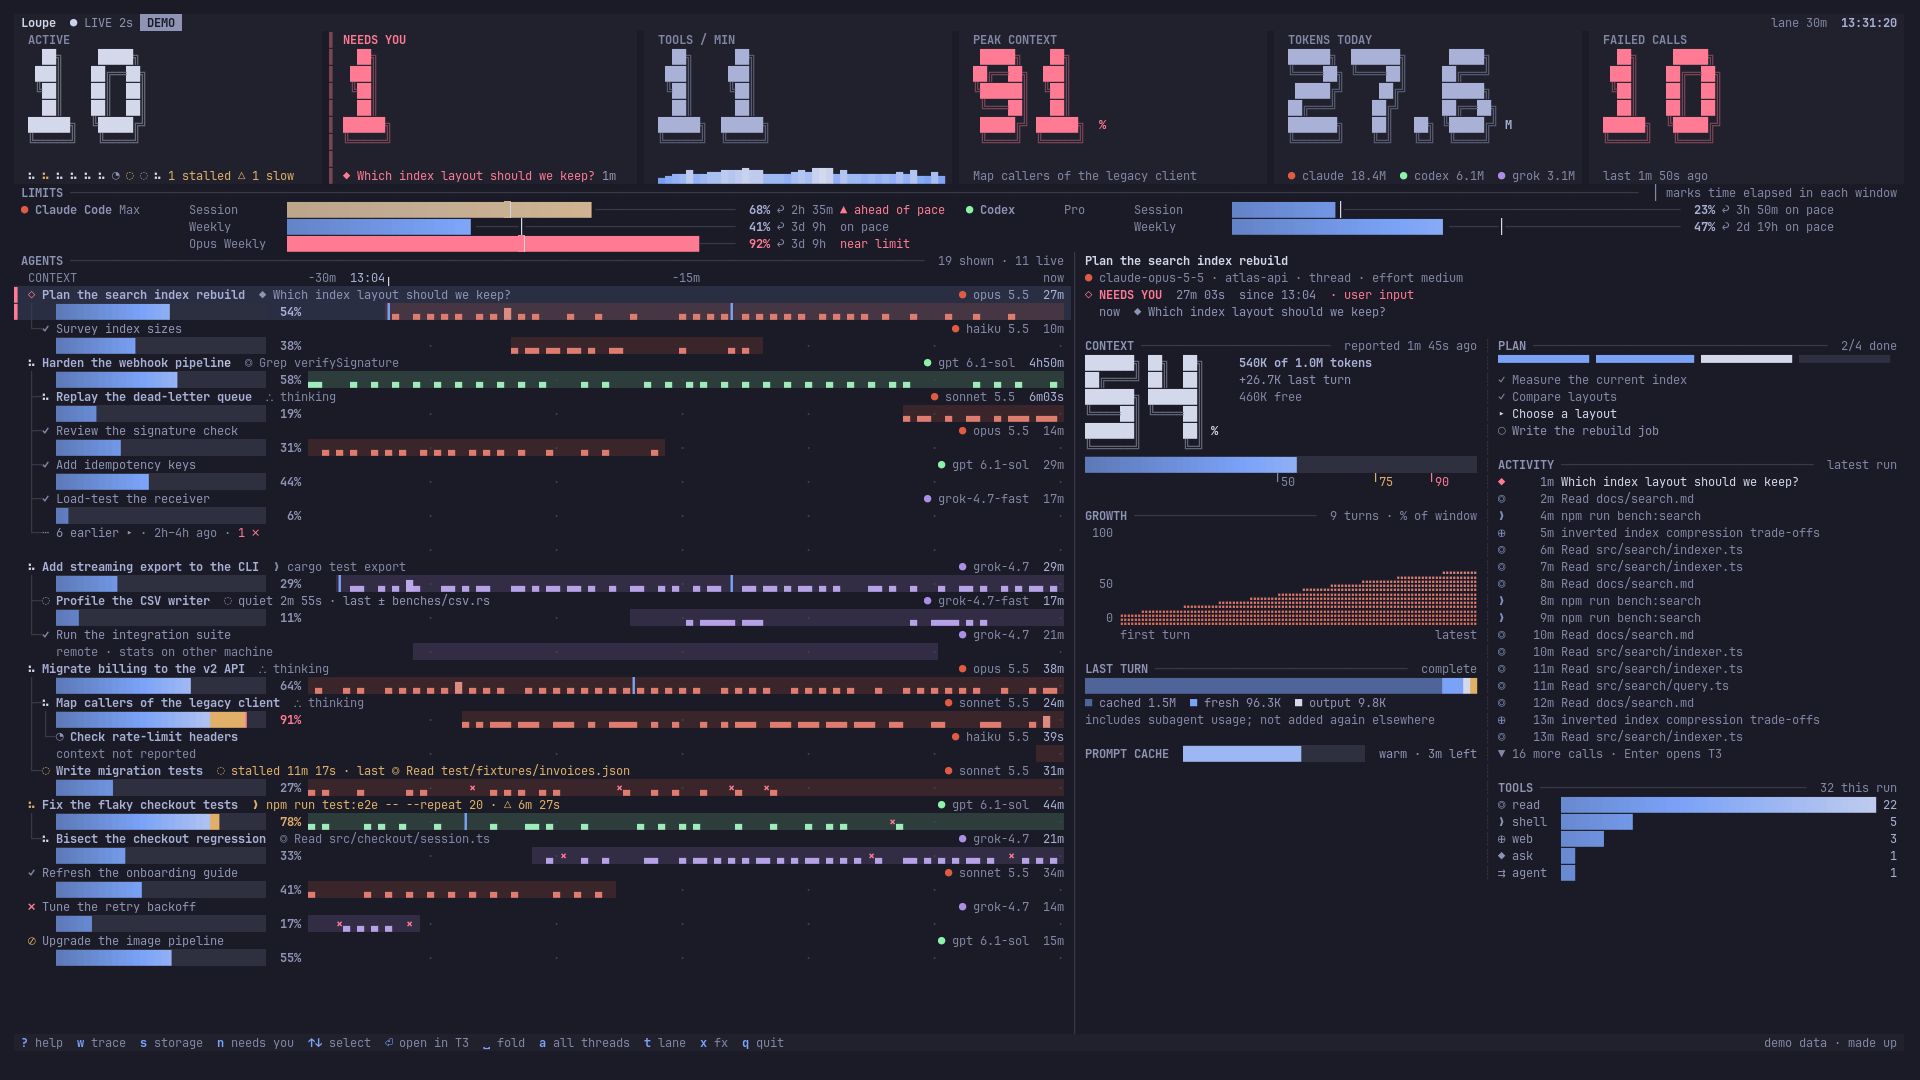 Loupe ● LIVE 2s DEMO lane 30m 13:31:20
ACTIVE NEEDS YOU TOOLS / MIN PEAK CONTEXT TOKENS TODAY FAILED CALLS
10 1 11 91 % 27.6 M 10
1 stalled △ 1 slow ◆ Which index layout should we keep? 1m Map callers of the legacy client ● claude 18.4M ● codex 6.1M ● grok 3.1M last 1m 50s ago
LIMITS marks time elapsed in each window
● Claude Code Max Session 68% ⤶ 2h 35m ▲ ahead of pace ● Codex Pro Session 23% ⤶ 3h 50m on pace
Weekly 41% ⤶ 3d 9h on pace Weekly 47% ⤶ 2d 19h on pace
Opus Weekly 92% ⤶ 3d 9h near limit
AGENTS 19 shown · 11 live
CONTEXT -30m 13:04 -15m now
◇ Plan the search index rebuild ◆ Which index layout should we keep? ● opus 5.5 27m
54%
✓ Survey index sizes ● haiku 5.5 10m
38%
Harden the webhook pipeline ◎ Grep verifySignature ● gpt 6.1-sol 4h50m
58%
Replay the dead-letter queue ∴ thinking ● sonnet 5.5 6m03s
19%
✓ Review the signature check ● opus 5.5 14m
31%
✓ Add idempotency keys ● gpt 6.1-sol 29m
44%
✓ Load-test the receiver ● grok-4.7-fast 17m
6%
6 earlier ▸ · 2h–4h ago · 1 ×
Add streaming export to the CLI ❫ cargo test export ● grok-4.7 29m
29%
Profile the CSV writer ◌ quiet 2m 55s · last ± benches/csv.rs ● grok-4.7-fast 17m
11%
✓ Run the integration suite ● grok-4.7 21m
remote · stats on other machine
Migrate billing to the v2 API ∴ thinking ● opus 5.5 38m
64%
Map callers of the legacy client ∴ thinking ● sonnet 5.5 24m
91%
Check rate-limit headers ● haiku 5.5 39s
context not reported
Write migration tests ◌ stalled 11m 17s · last ◎ Read test/fixtures/invoices.json ● sonnet 5.5 31m
27%
Fix the flaky checkout tests ❫ npm run test:e2e -- --repeat 20 · △ 6m 27s ● gpt 6.1-sol 44m
78%
Bisect the checkout regression ◎ Read src/checkout/session.ts ● grok-4.7 21m
33%
✓ Refresh the onboarding guide ● sonnet 5.5 34m
41%
× Tune the retry backoff ● grok-4.7 14m
17%
⊘ Upgrade the image pipeline ● gpt 6.1-sol 15m
55%
Plan the search index rebuild
● claude-opus-5-5 · atlas-api · thread · effort medium
◇ NEEDS YOU 27m 03s since 13:04 · user input
now ◆ Which index layout should we keep?
CONTEXT reported 1m 45s ago
54 %
540K of 1.0M tokens
+26.7K last turn
460K free
50 75 90
GROWTH 9 turns · % of window
100
50
0
first turn latest
LAST TURN complete
■ cached 1.5M ■ fresh 96.3K ■ output 9.8K
includes subagent usage; not added again elsewhere
PROMPT CACHE warm · 3m left
PLAN 2/4 done
✓ Measure the current index
✓ Compare layouts
▸ Choose a layout
○ Write the rebuild job
ACTIVITY latest run
◆ 1m Which index layout should we keep?
◎ 2m Read docs/search.md
❫ 4m npm run bench:search
⊕ 5m inverted index compression trade-offs
◎ 6m Read src/search/indexer.ts
❫ 7m Read src/search/indexer.ts
◎ 8m Read docs/search.md
❫ 8m npm run bench:search
❫ 9m npm run bench:search
◎ 10m Read docs/search.md
◎ 10m Read src/search/indexer.ts
◎ 11m Read src/search/indexer.ts
◎ 11m Read src/search/query.ts
◎ 12m Read docs/search.md
⊕ 13m inverted index compression trade-offs
◎ 13m Read src/search/indexer.ts
▼ 16 more calls · Enter opens T3
TOOLS 32 this run
◎ read 22
❫ shell 5
⊕ web 3
◆ ask 1
⇉ agent 1
? help w trace s storage n needs you ↑↓ select ⏎ open in T3 ␣ fold a all threads t lane x fx q quit demo data · made up